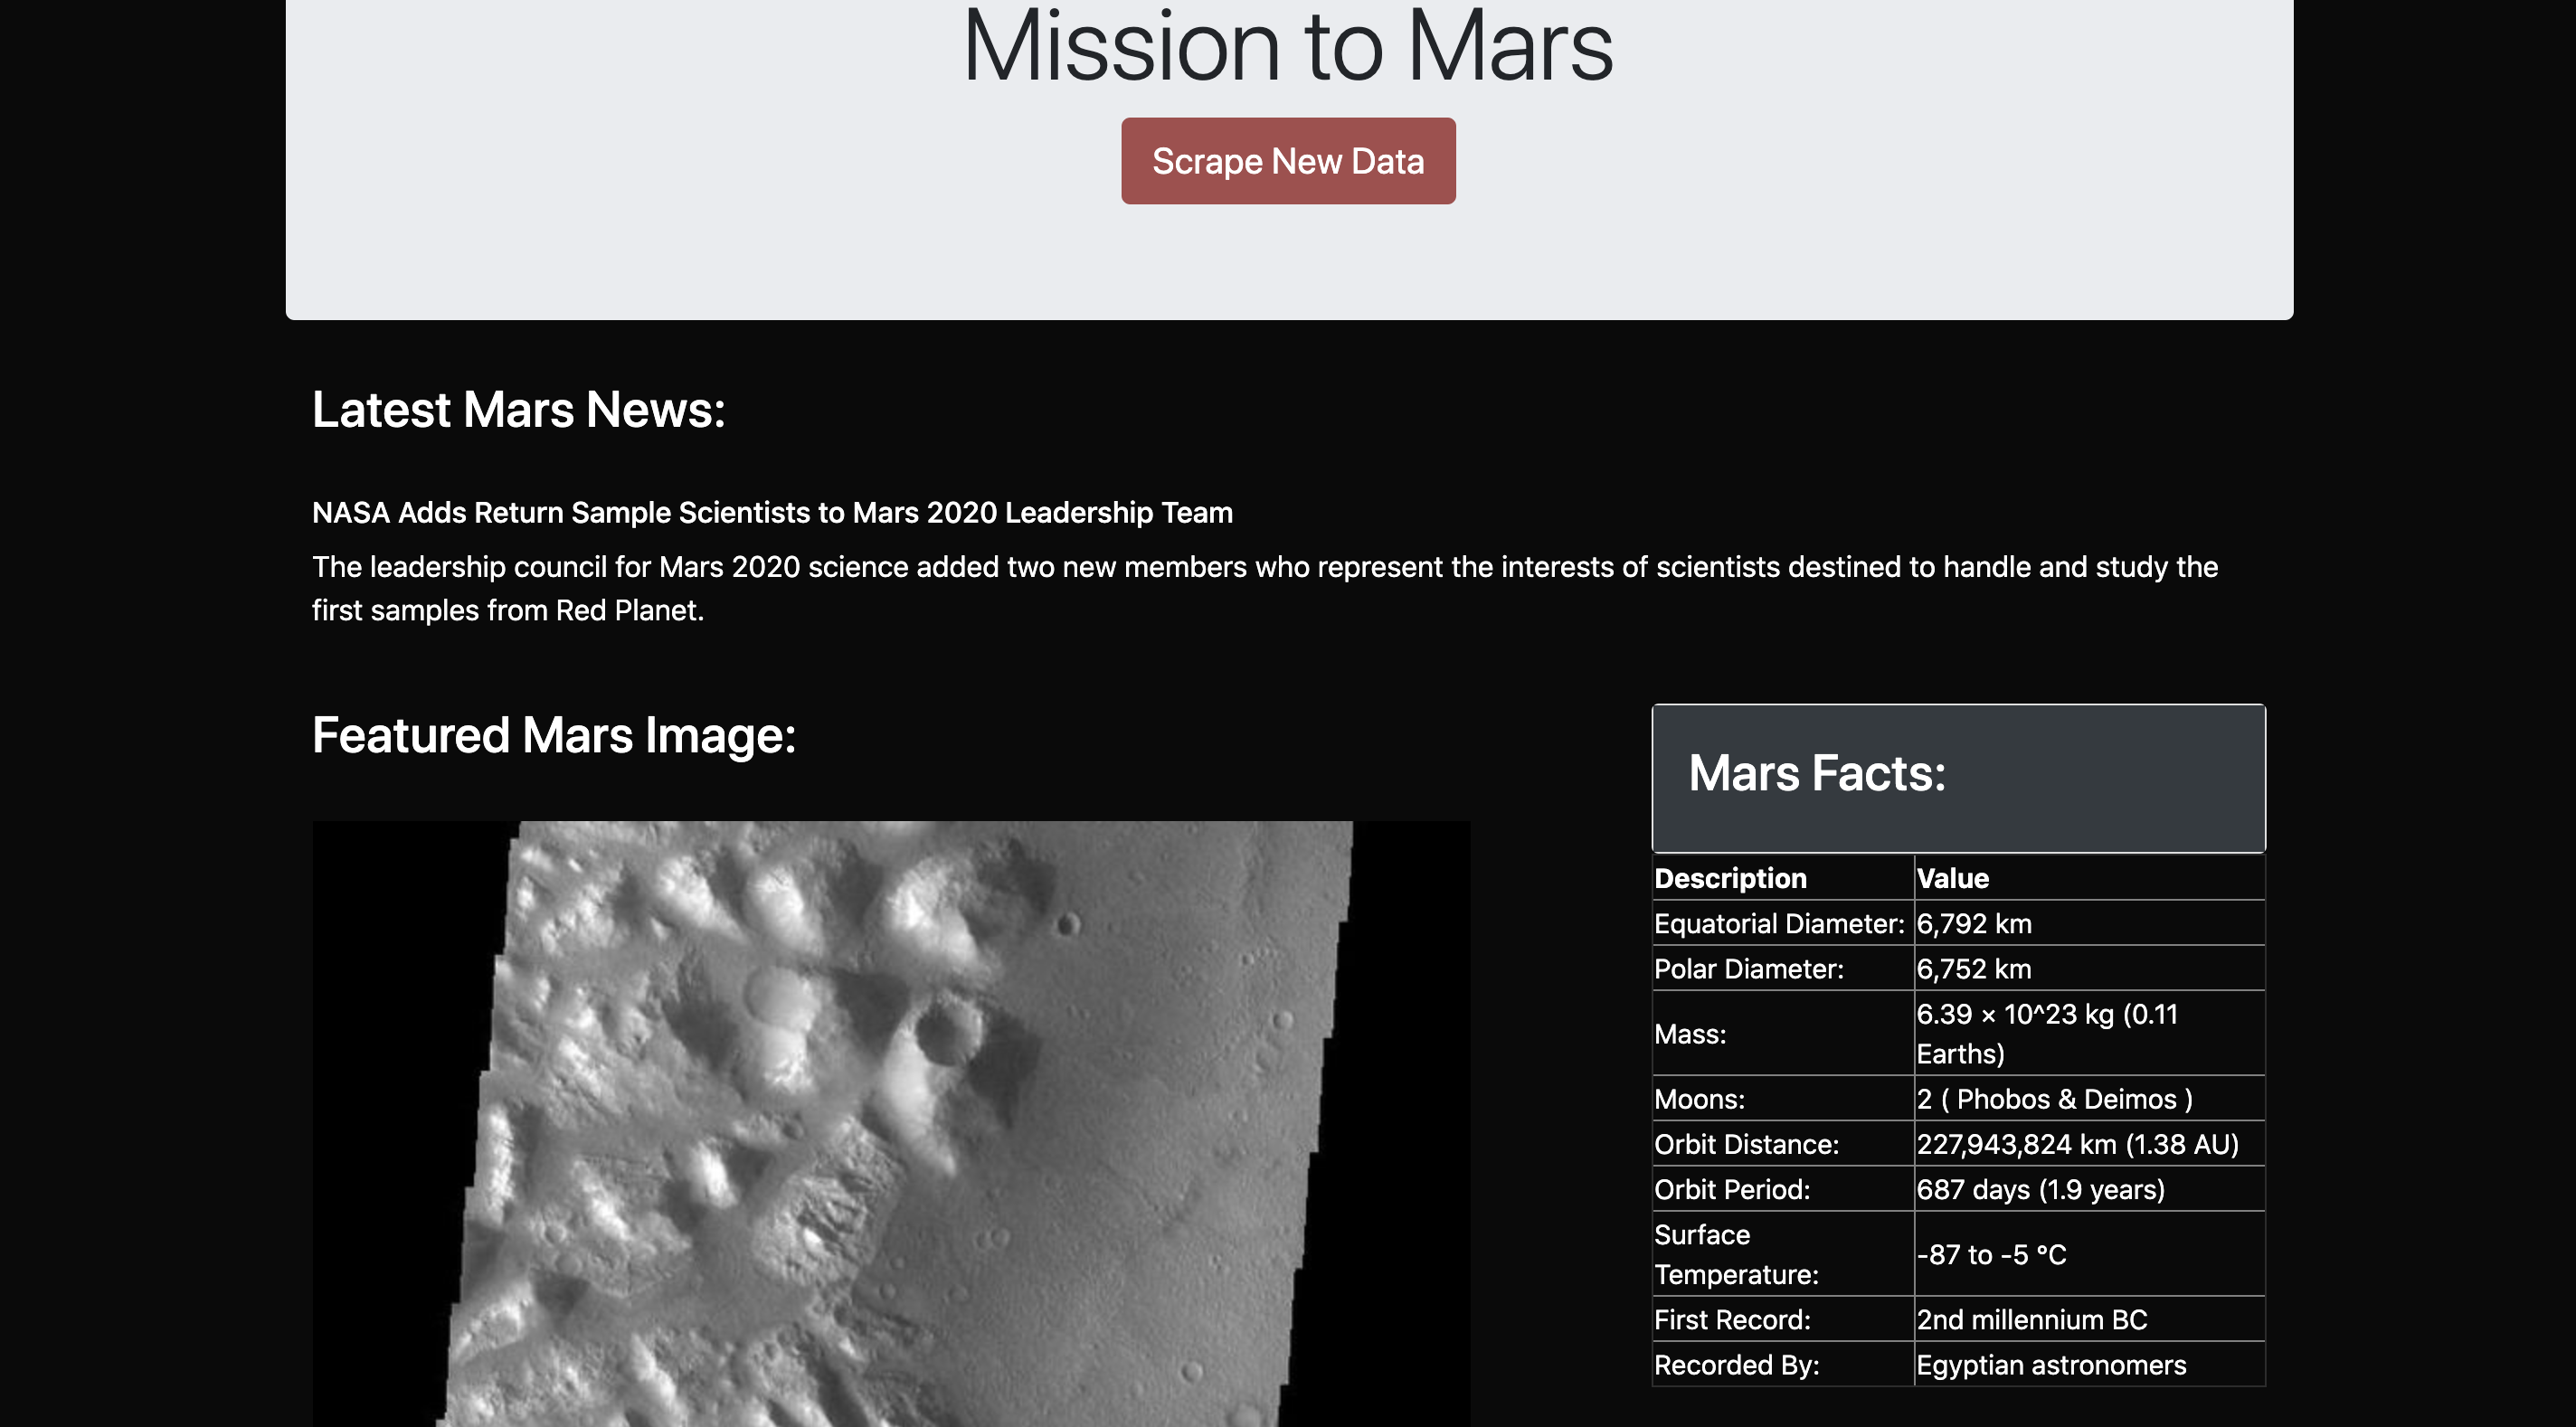 Mission to Mars
Scrape New Data
Latest Mars News:
NASA Adds Return Sample Scientists to Mars 2020 Leadership Team
The leadership council for Mars 2020 science added two new members who represent the interests of scientists destined to handle and study the
first samples from Red Planet.
Featured Mars Image:
Mars Facts:
Description Value
Equatorial Diameter: 6,792 km
Polar Diameter: 6,752 km
Mass: 6.39 × 10^23 kg (0.11
Earths)
Moons: 2 ( Phobos & Deimos )
Orbit Distance: 227,943,824 km (1.38 AU)
Orbit Period: 687 days (1.9 years)
Surface
Temperature: -87 to -5 °C
First Record: 2nd millennium BC
Recorded By: Egyptian astronomers